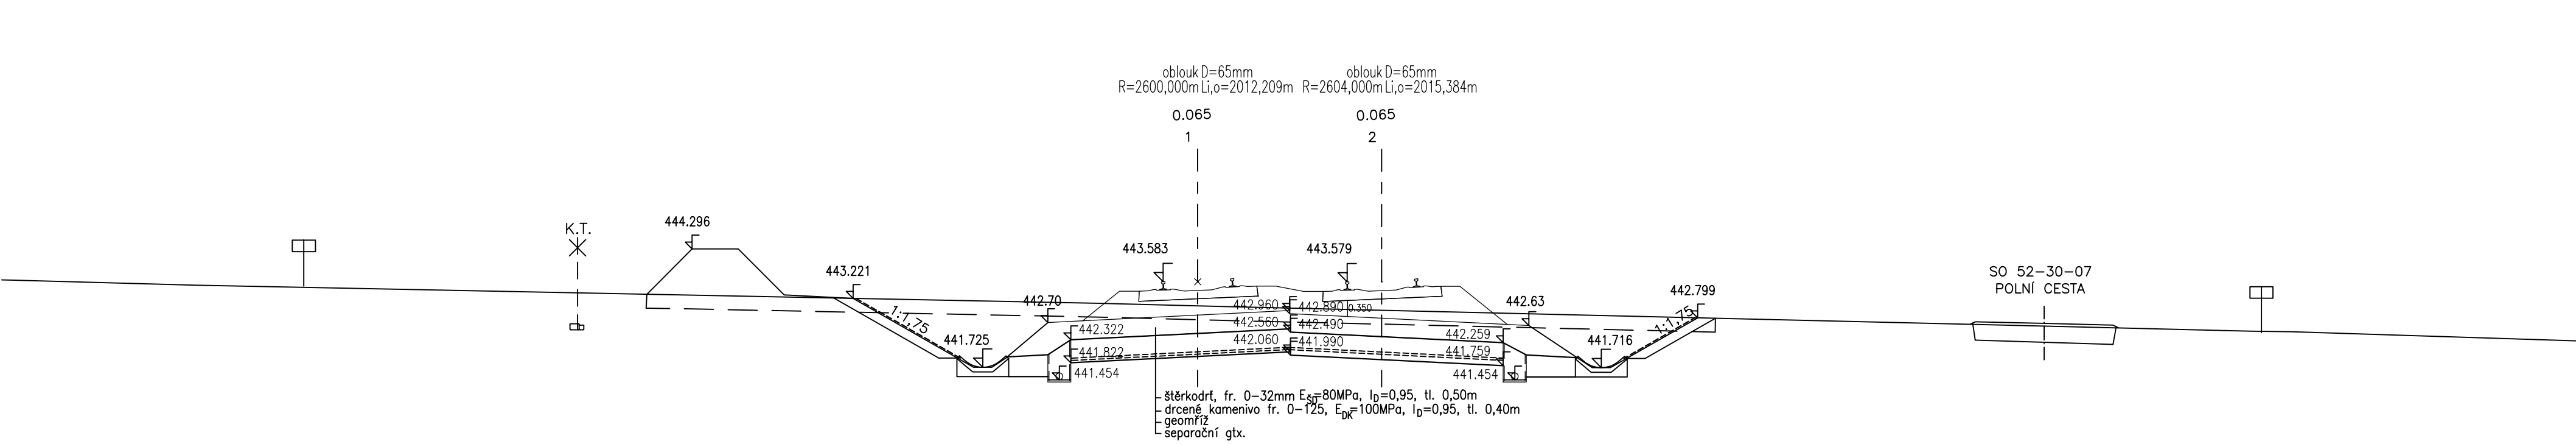 oblouk D=65mm
R=2600,000m Li,o=2012,209m
oblouk D=65mm
R=2604,000m Li,o=2015,384m
0.065
0.065
1
2
444.296
K.T.
443.583
443.579
443.221
SO 52-30-07
POLNÍ CESTA
442.799
442.70
442.960
442.890
0.350
442.63
1:1,75
1:1,75
442.322
442.560
442.490
442.259
441.725
442.060
441.990
441.716
441.822
441.759
441.454
441.454
štěrkodrť, fr. 0-32mm EŠD=80MPa, ID=0,95, tl. 0,50m
drcené kamenivo fr. 0-125, EDK=100MPa, ID=0,95, tl. 0,40m
geomříž
separační gtx.